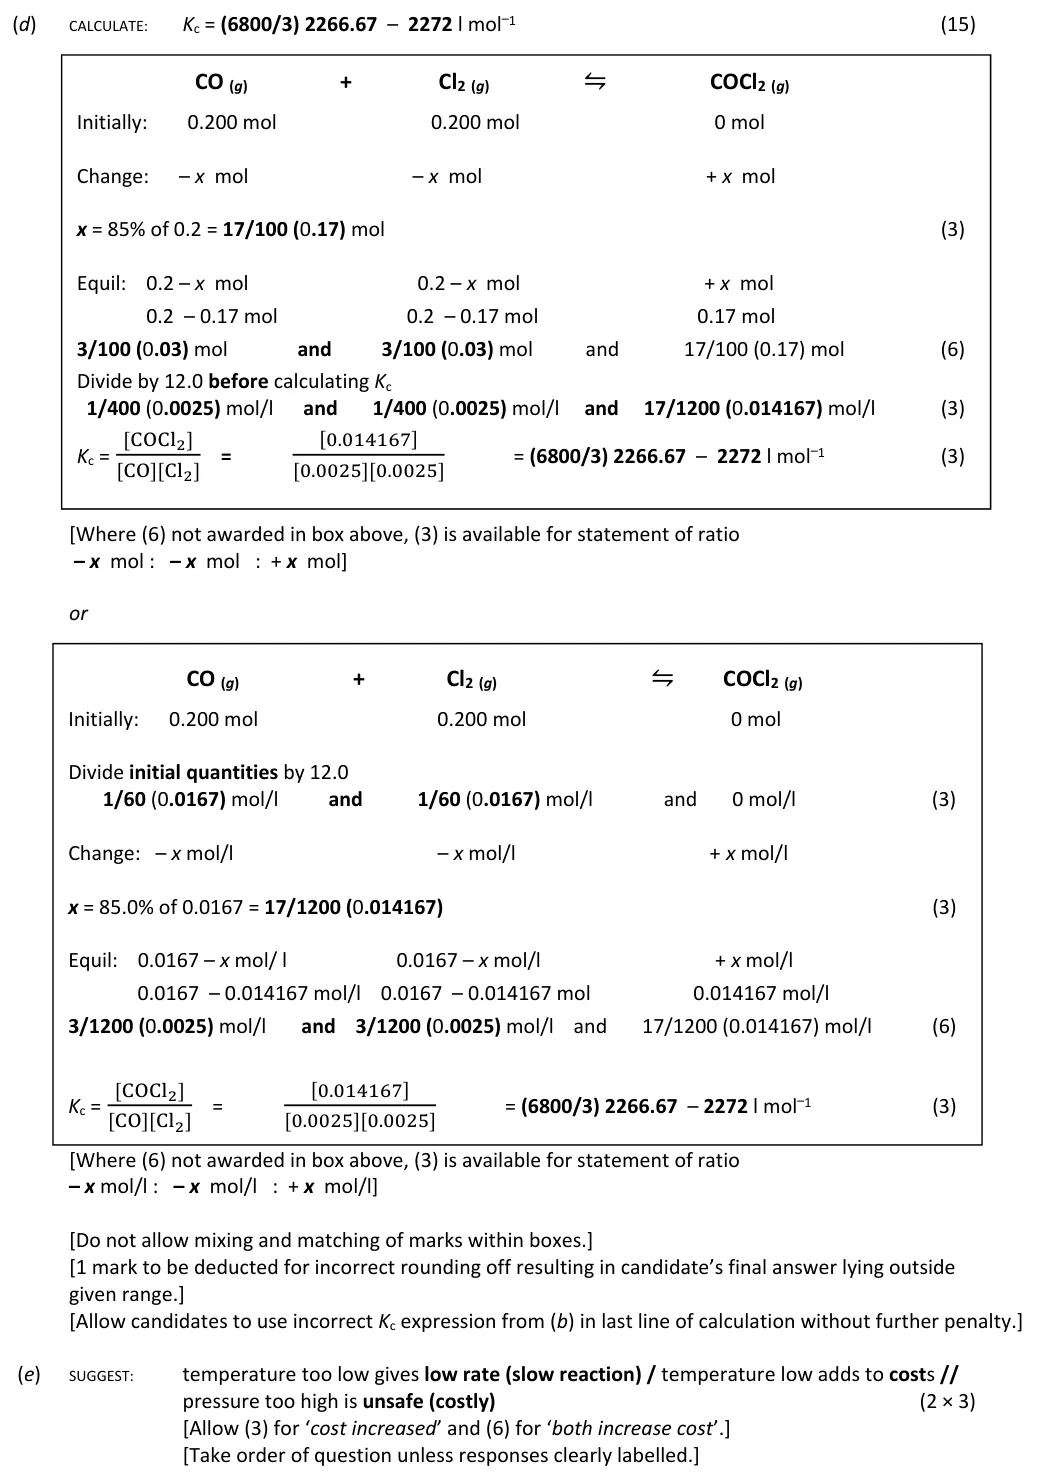 (d) CALCULATE: Kc = (6800/3) 2266.67 – 2272 l mol–1 (15)
CO (g) + Cl2 (g) ⇋ COCl2 (g)
Initially: 0.200 mol 0.200 mol 0 mol
Change: – x mol – x mol + x mol
x = 85% of 0.2 = 17/100 (0.17) mol (3)
Equil: 0.2 – x mol 0.2 – x mol + x mol
0.2 – 0.17 mol 0.2 – 0.17 mol 0.17 mol
3/100 (0.03) mol and 3/100 (0.03) mol and 17/100 (0.17) mol (6)
Divide by 12.0 before calculating Kc
1/400 (0.0025) mol/l and 1/400 (0.0025) mol/l and 17/1200 (0.014167) mol/l (3)
Kc = [COCl2] / [CO][Cl2] = [0.014167] / [0.0025][0.0025] = (6800/3) 2266.67 – 2272 l mol–1 (3)
[Where (6) not awarded in box above, (3) is available for statement of ratio
– x mol : – x mol : + x mol]
or
CO (g) + Cl2 (g) ⇋ COCl2 (g)
Initially: 0.200 mol 0.200 mol 0 mol
Divide initial quantities by 12.0
1/60 (0.0167) mol/l and 1/60 (0.0167) mol/l and 0 mol/l (3)
Change: – x mol/l – x mol/l + x mol/l
x = 85.0% of 0.0167 = 17/1200 (0.014167) (3)
Equil: 0.0167 – x mol/ l 0.0167 – x mol/l + x mol/l
0.0167 – 0.014167 mol/l 0.0167 – 0.014167 mol 0.014167 mol/l
3/1200 (0.0025) mol/l and 3/1200 (0.0025) mol/l and 17/1200 (0.014167) mol/l (6)
Kc = [COCl2] / [CO][Cl2] = [0.014167] / [0.0025][0.0025] = (6800/3) 2266.67 – 2272 l mol–1 (3)
[Where (6) not awarded in box above, (3) is available for statement of ratio
– x mol/l : – x mol/l : + x mol/l]
[Do not allow mixing and matching of marks within boxes.]
[1 mark to be deducted for incorrect rounding off resulting in candidate’s final answer lying outside
given range.]
[Allow candidates to use incorrect Kc expression from (b) in last line of calculation without further penalty.]
(e) SUGGEST: temperature too low gives low rate (slow reaction) / temperature low adds to costs //
pressure too high is unsafe (costly) (2 × 3)
[Allow (3) for ‘cost increased’ and (6) for ‘both increase cost’.]
[Take order of question unless responses clearly labelled.]